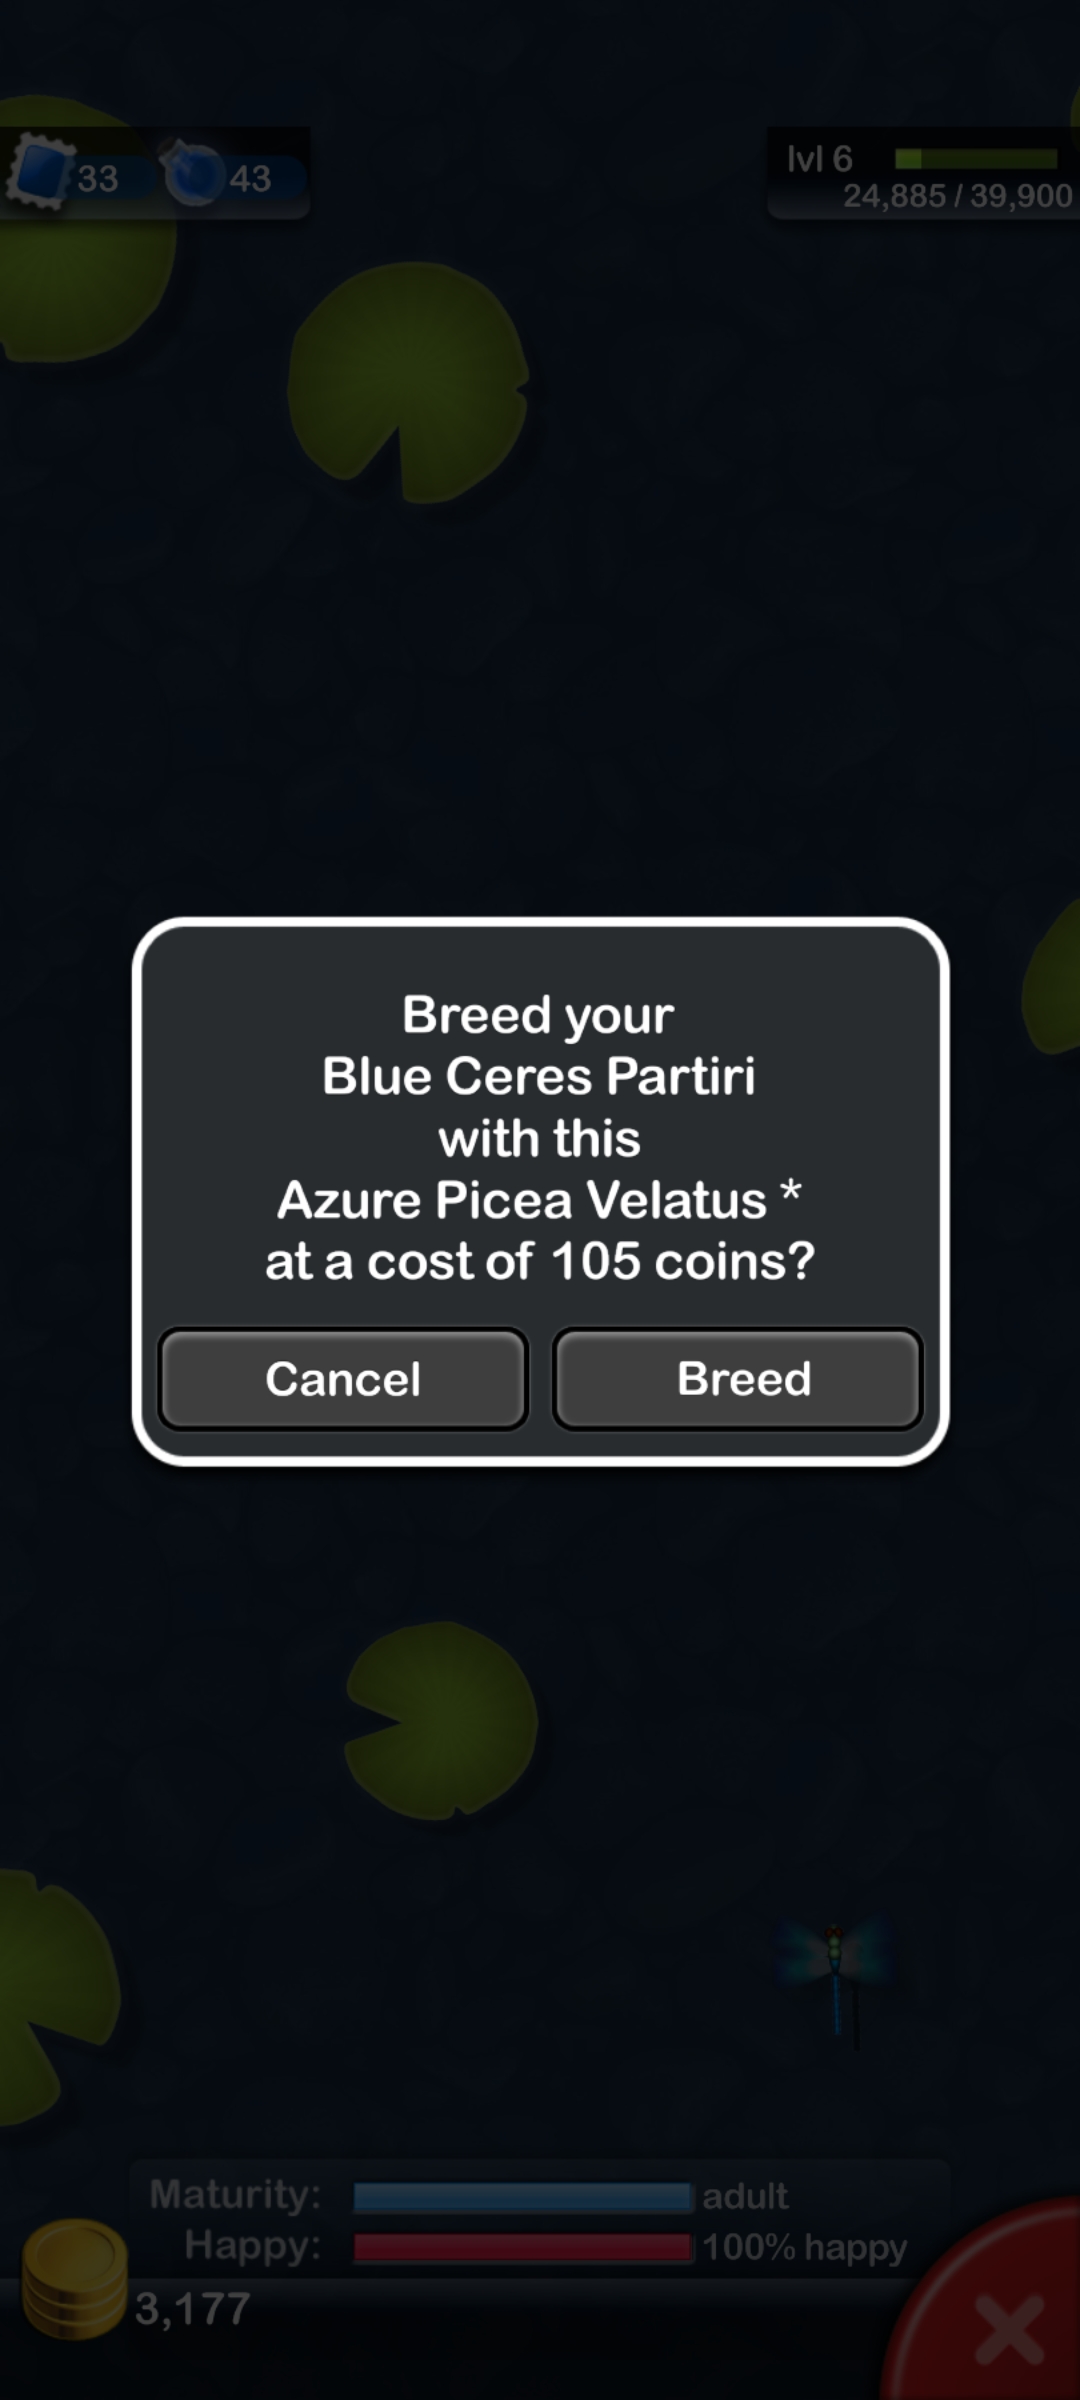 33
43
lvl 6
24,885 / 39,900
Breed your
Blue Ceres Partiri
with this
Azure Picea Velatus *
at a cost of 105 coins?
Cancel
Breed
Maturity:
adult
Happy:
100% happy
3,177